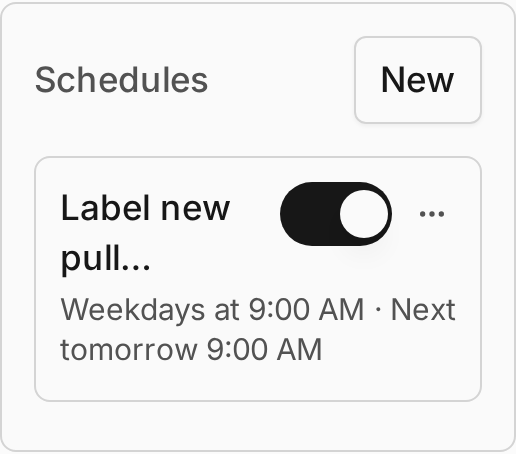 Schedules
New
Label new
pull...
Weekdays at 9:00 AM · Next
tomorrow 9:00 AM